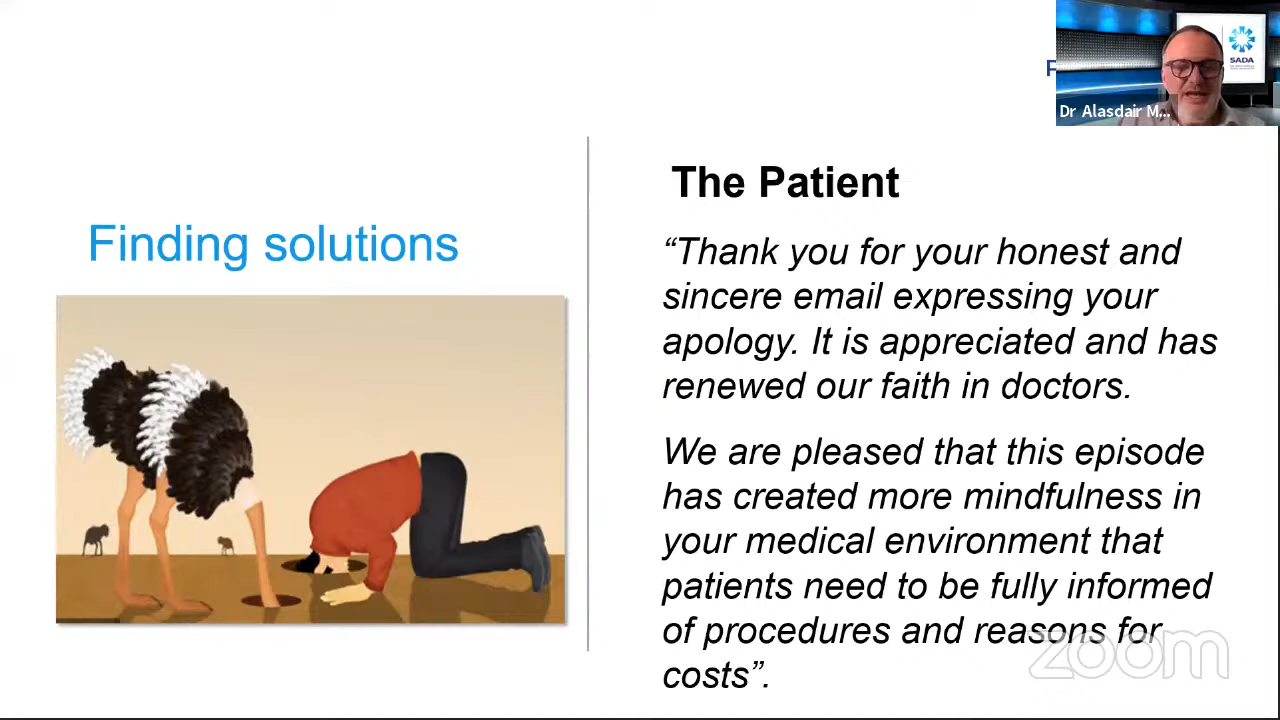 SADA
Dr Alasdair M...
Finding solutions
The Patient
“Thank you for your honest and
sincere email expressing your
apology. It is appreciated and has
renewed our faith in doctors.
We are pleased that this episode
has created more mindfulness in
your medical environment that
patients need to be fully informed
of procedures and reasons for
costs”.
zoom